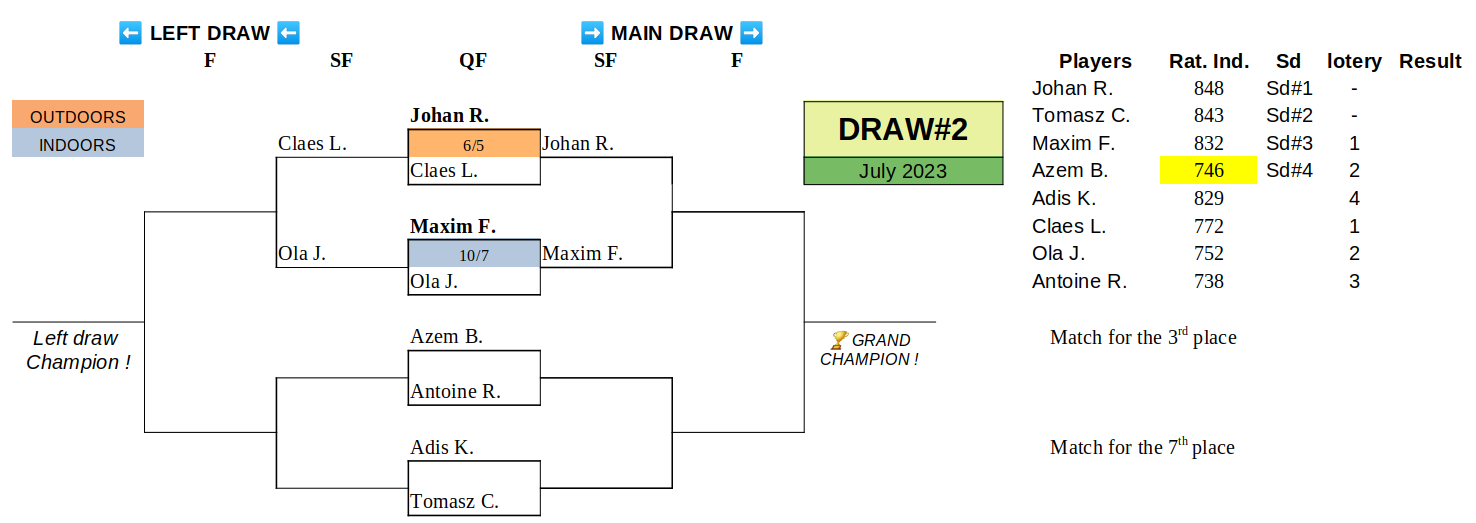 ⬅ LEFT DRAW ⬅ ➡ MAIN DRAW ➡
F SF QF SF F
Players Rat. Ind. Sd lotery Result
Johan R. 848 Sd#1 -
Tomasz C. 843 Sd#2 -
Maxim F. 832 Sd#3 1
Azem B. 746 Sd#4 2
Adis K. 829 4
Claes L. 772 1
Ola J. 752 2
Antoine R. 738 3
OUTDOORS
INDOORS
Johan R.
Claes L. 6/5 Johan R.
Claes L.
Maxim F.
Ola J. 10/7 Maxim F.
Ola J.
Azem B.
Antoine R.
Adis K.
Tomasz C.
DRAW#2
July 2023
Left draw
Champion !
🏆 GRAND
CHAMPION !
Match for the 3rd place
Match for the 7th place